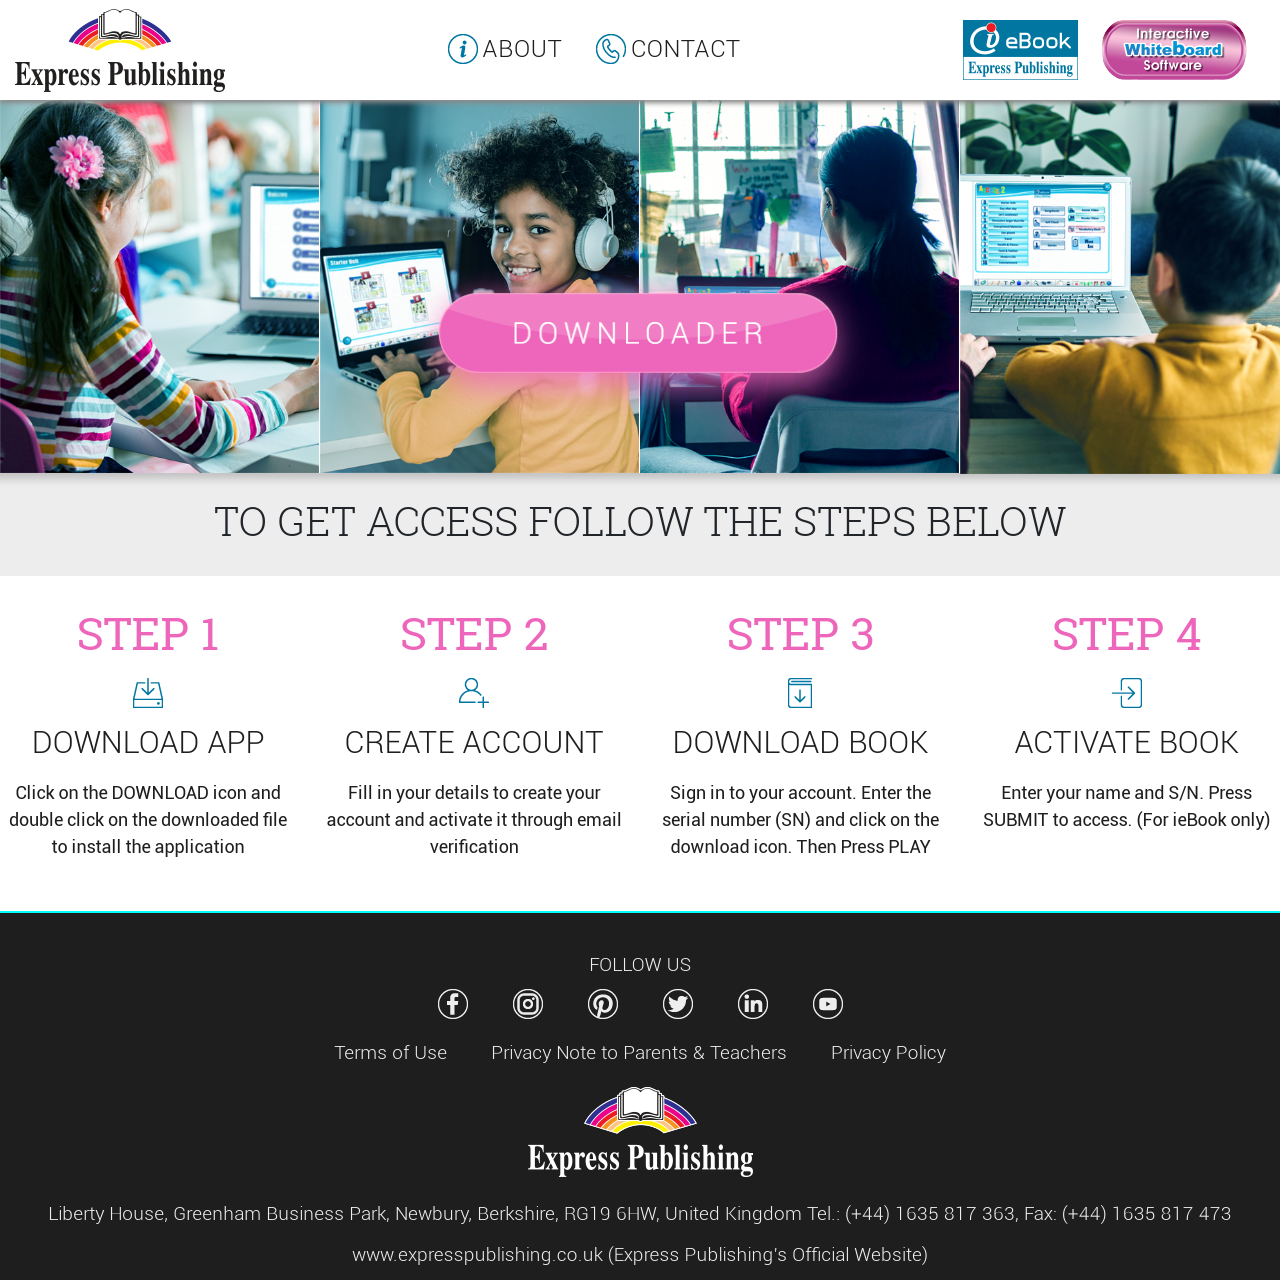 Express Publishing
ABOUT
CONTACT
ieBook
Express Publishing
Interactive
WhiteBoard
Software
Starter Hub
DOWNLOADER
TO GET ACCESS FOLLOW THE STEPS BELOW
STEP 1
DOWNLOAD APP
Click on the DOWNLOAD icon and
double click on the downloaded file
to install the application
STEP 2
CREATE ACCOUNT
Fill in your details to create your
account and activate it through email
verification
STEP 3
DOWNLOAD BOOK
Sign in to your account. Enter the
serial number (SN) and click on the
download icon. Then Press PLAY
STEP 4
ACTIVATE BOOK
Enter your name and S/N. Press
SUBMIT to access. (For ieBook only)
FOLLOW US
Terms of Use
Privacy Note to Parents & Teachers
Privacy Policy
Express Publishing
Liberty House, Greenham Business Park, Newbury, Berkshire, RG19 6HW, United Kingdom Tel.: (+44) 1635 817 363, Fax: (+44) 1635 817 473
www.expresspublishing.co.uk (Express Publishing's Official Website)